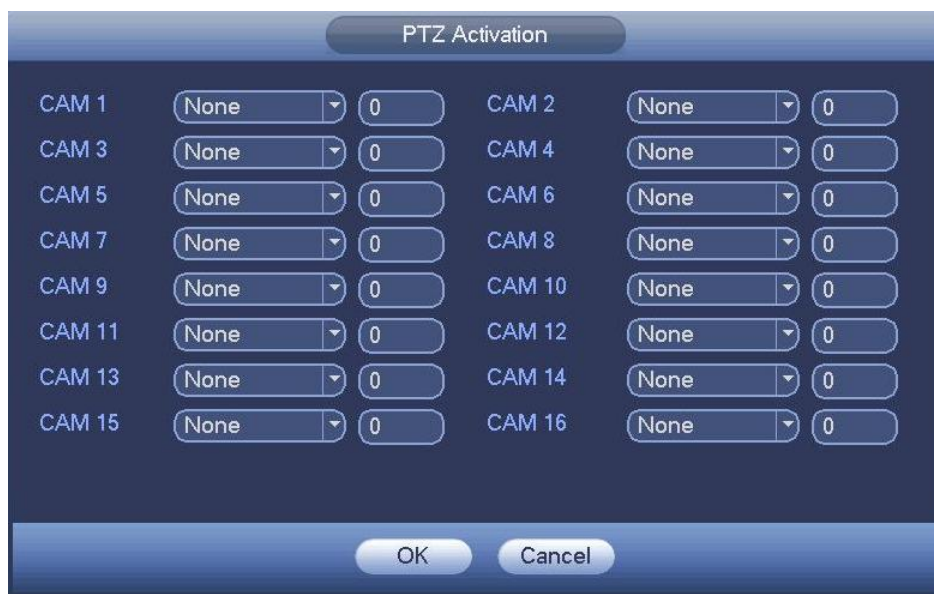 PTZ Activation
CAM 1 None 0 CAM 2 None 0
CAM 3 None 0 CAM 4 None 0
CAM 5 None 0 CAM 6 None 0
CAM 7 None 0 CAM 8 None 0
CAM 9 None 0 CAM 10 None 0
CAM 11 None 0 CAM 12 None 0
CAM 13 None 0 CAM 14 None 0
CAM 15 None 0 CAM 16 None 0
OK Cancel